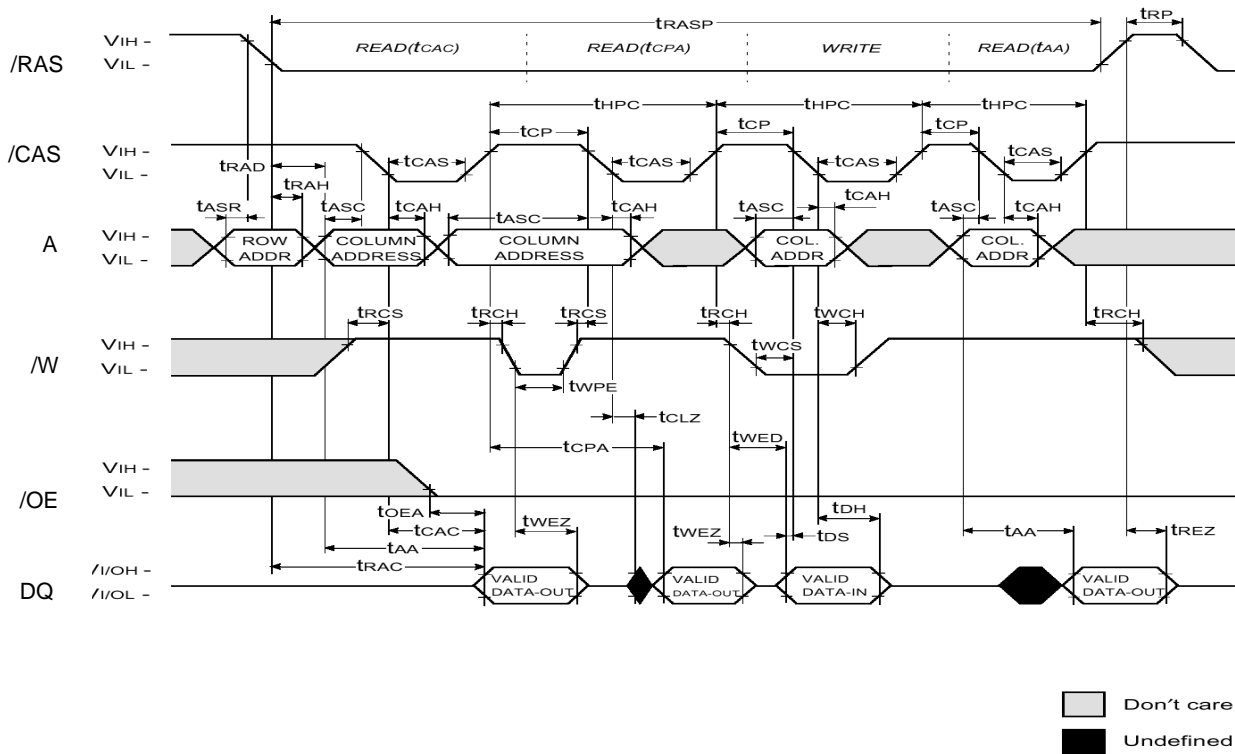 tRASP
tRP
VIH -
VIL -
/RAS
READ(tCAC)
READ(tCPA)
WRITE
READ(tAA)
tHPC
tHPC
tHPC
tCP
tCP
tCP
VIH -
VIL -
/CAS
tRAD
tCAS
tCAS
tCAS
tCAS
tRAH
tASR
tASC
tCAH
tASC
tCAH
tASC
tCAH
tASC
tCAH
VIH -
VIL -
A
ROW
ADDR
COLUMN
ADDRESS
COLUMN
ADDRESS
COL.
ADDR
COL.
ADDR
tRCS
tRCH
tRCS
tRCH
tWCH
tRCH
VIH -
VIL -
/W
tWCS
tWPE
tCLZ
tCPA
tWED
VIH -
VIL -
/OE
tOEA
tCAC
tWEZ
tWEZ
tDH
tDS
tAA
tREZ
tAA
tRAC
/I/OH -
/I/OL -
DQ
VALID
DATA-OUT
VALID
DATA-OUT
VALID
DATA-IN
VALID
DATA-OUT
Don't care
Undefined